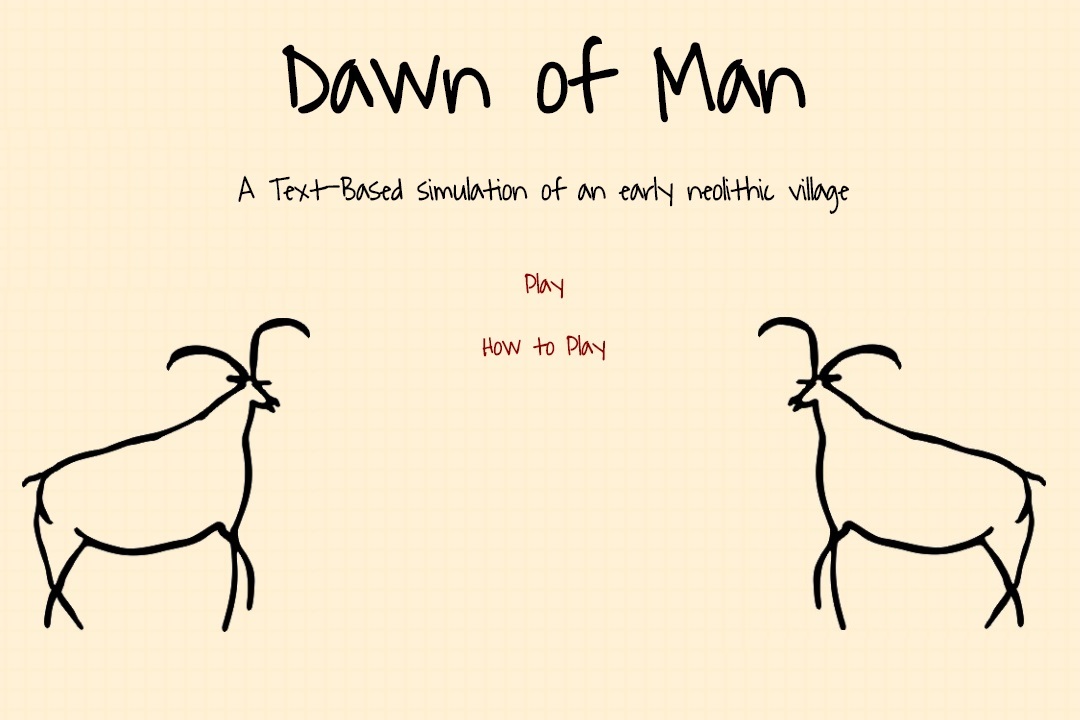 Dawn of Man
A Text-Based simulation of an early neolithic village
Play
How to Play